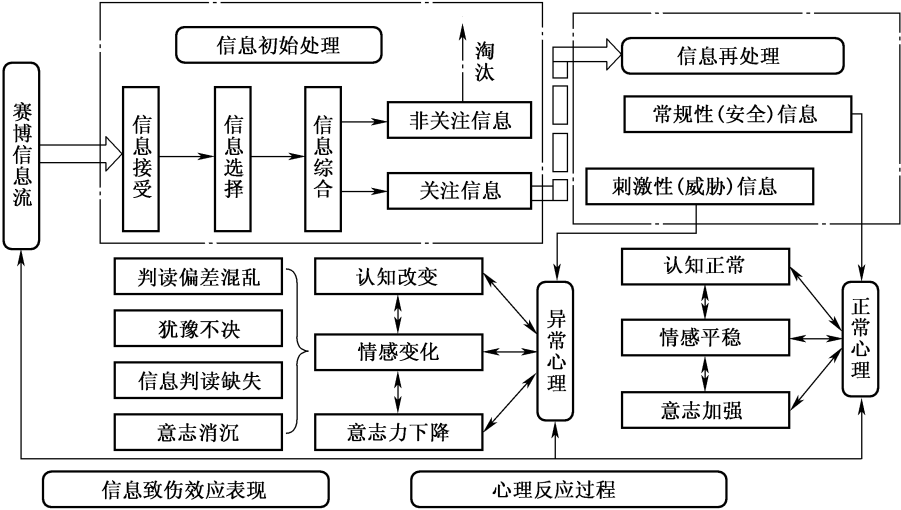 信息初始处理
淘汰
信息再处理
赛博信息流
信息接受
信息选择
信息综合
非关注信息
关注信息
常规性(安全)信息
刺激性(威胁)信息
判读偏差混乱
犹豫不决
信息判读缺失
意志消沉
认知改变
情感变化
意志力下降
异常心理
认知正常
情感平稳
意志加强
正常心理
信息致伤效应表现
心理反应过程